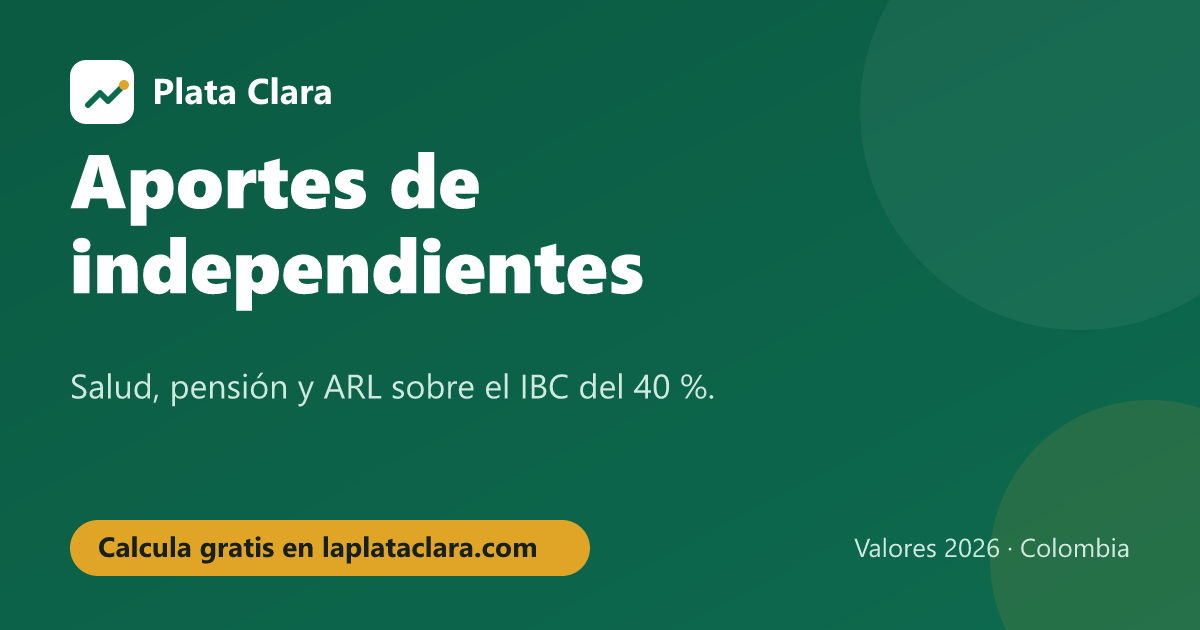 Plata Clara
Aportes de
independientes
Salud, pensión y ARL sobre el IBC del 40 %.
Calcula gratis en laplataclara.com
Valores 2026 · Colombia